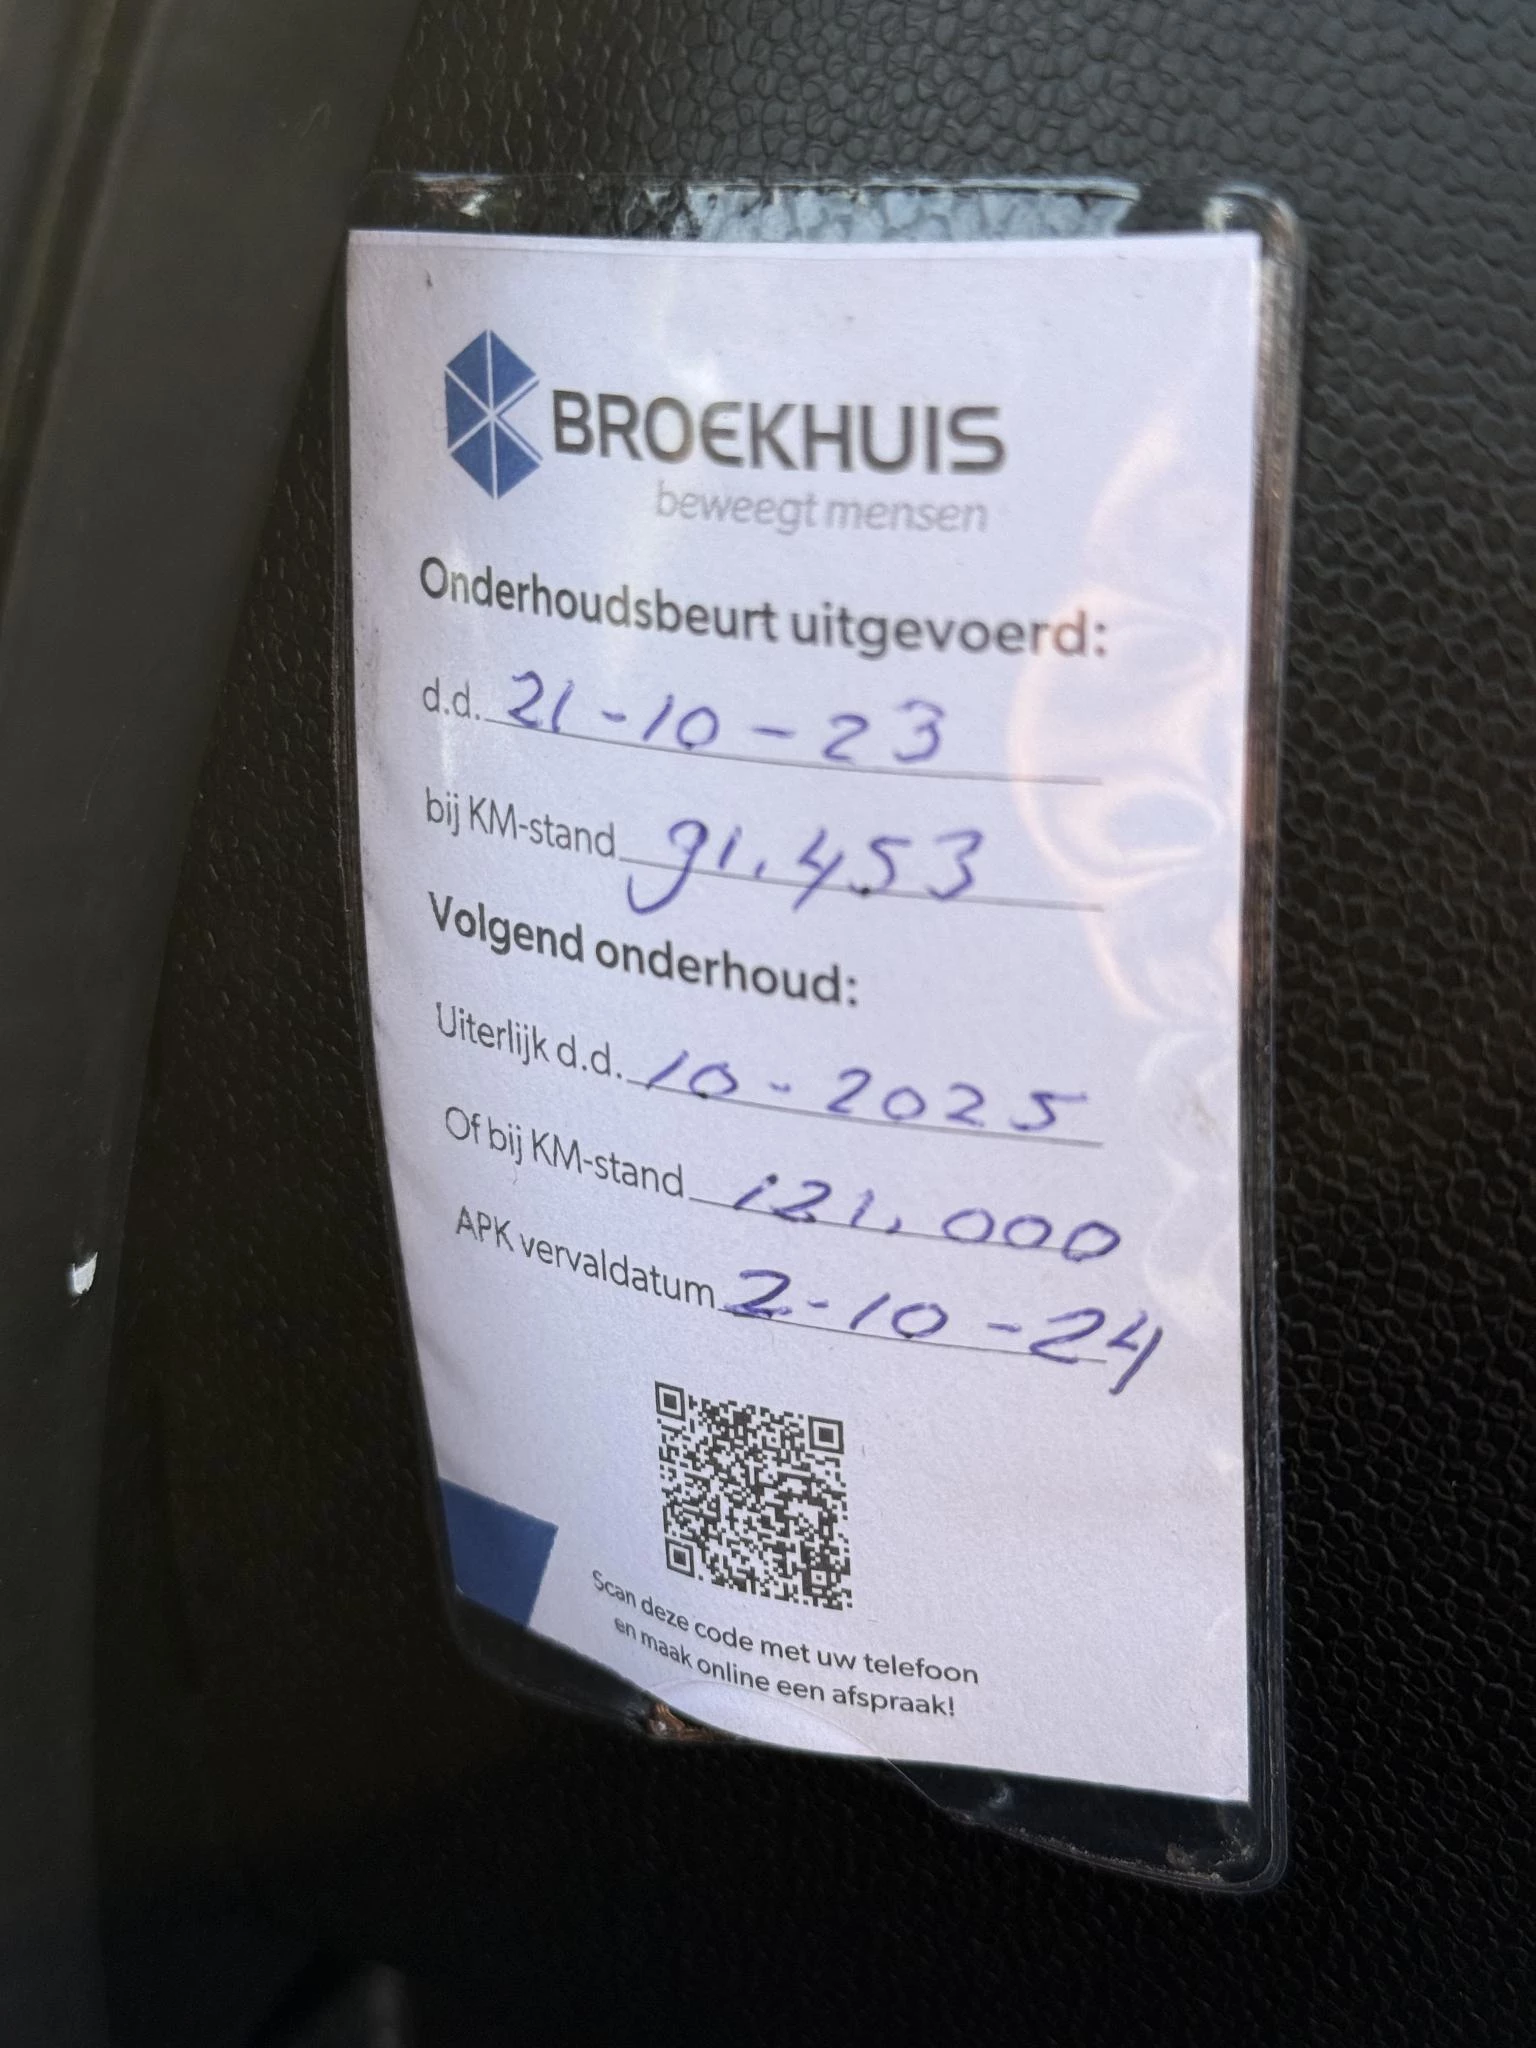 BROEKHUIS
beweegt mensen
Onderhoudsbeurt uitgevoerd:
d.d. 21-10-23
bij KM-stand 91.453
Volgend onderhoud:
Uiterlijk d.d. 10-2025
Of bij KM-stand 121.000
APK vervaldatum 2-10-24
Scan deze code met uw telefoon
en maak online een afspraak!